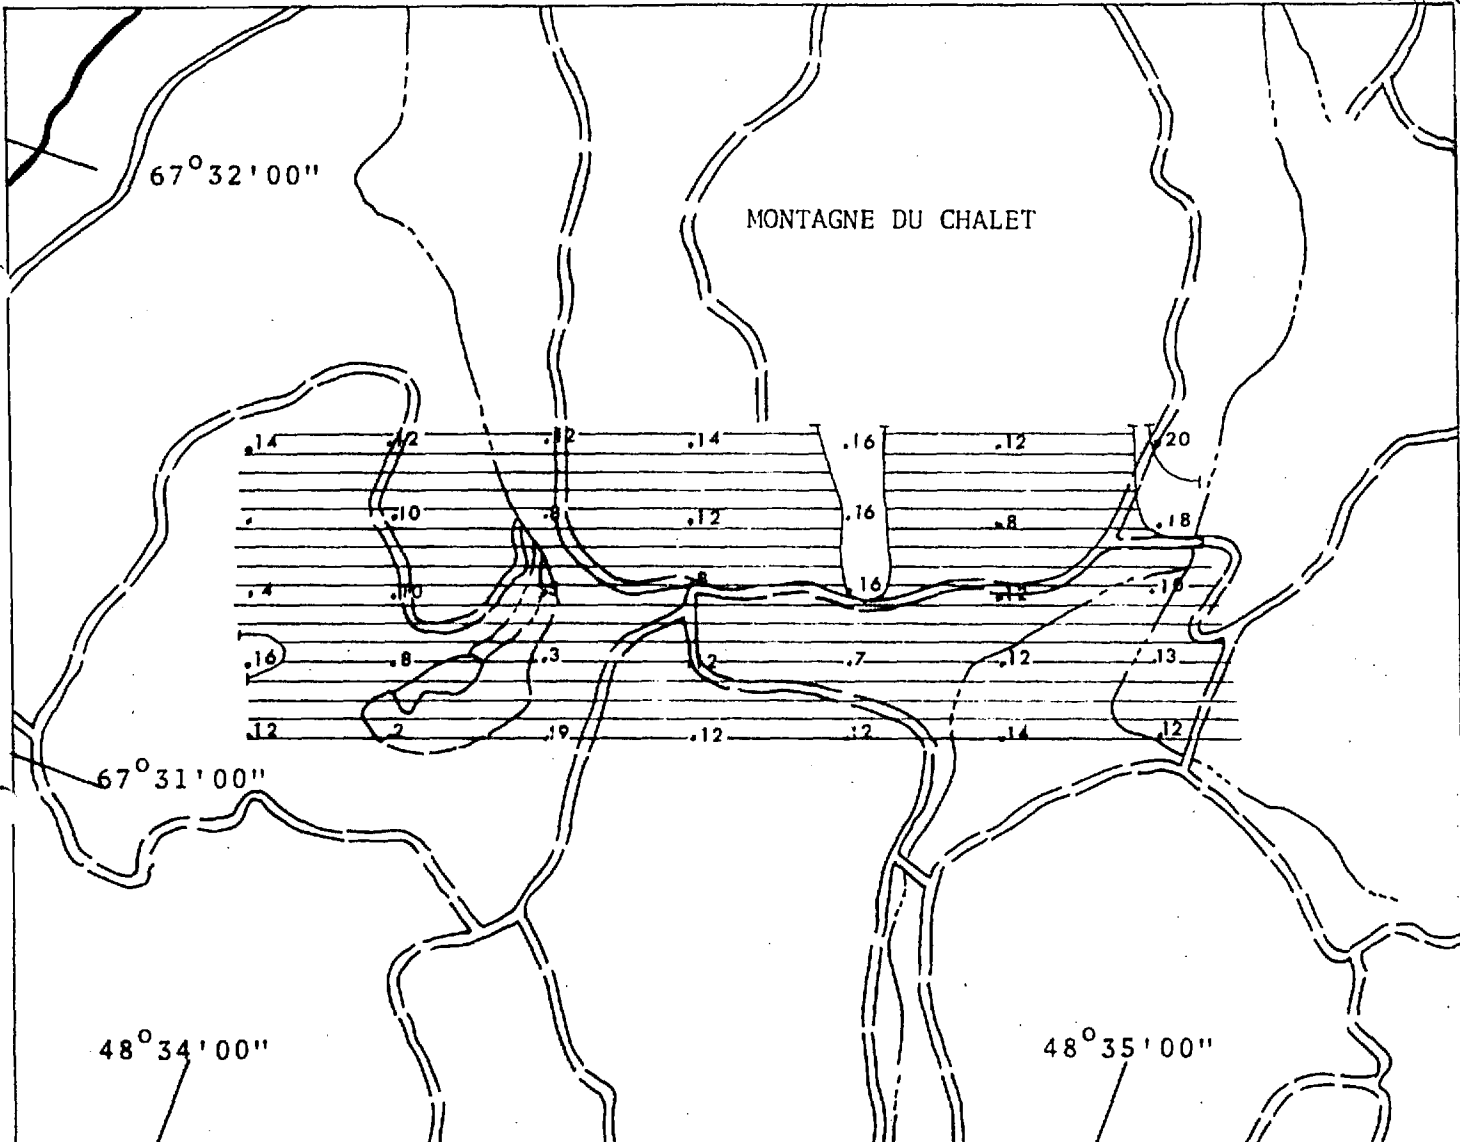 67°32'00"
MONTAGNE DU CHALET
.14 .12 .12 .14 .16 .12 .20
.10 .8 .12 .16 .8 .18
.4 .10 8 16 .12 .10
.16 .8 .3 .2 .7 .12 .13
.12 2 .19 .12 .12 .14 .12
67°31'00"
48°34'00" 48°35'00"